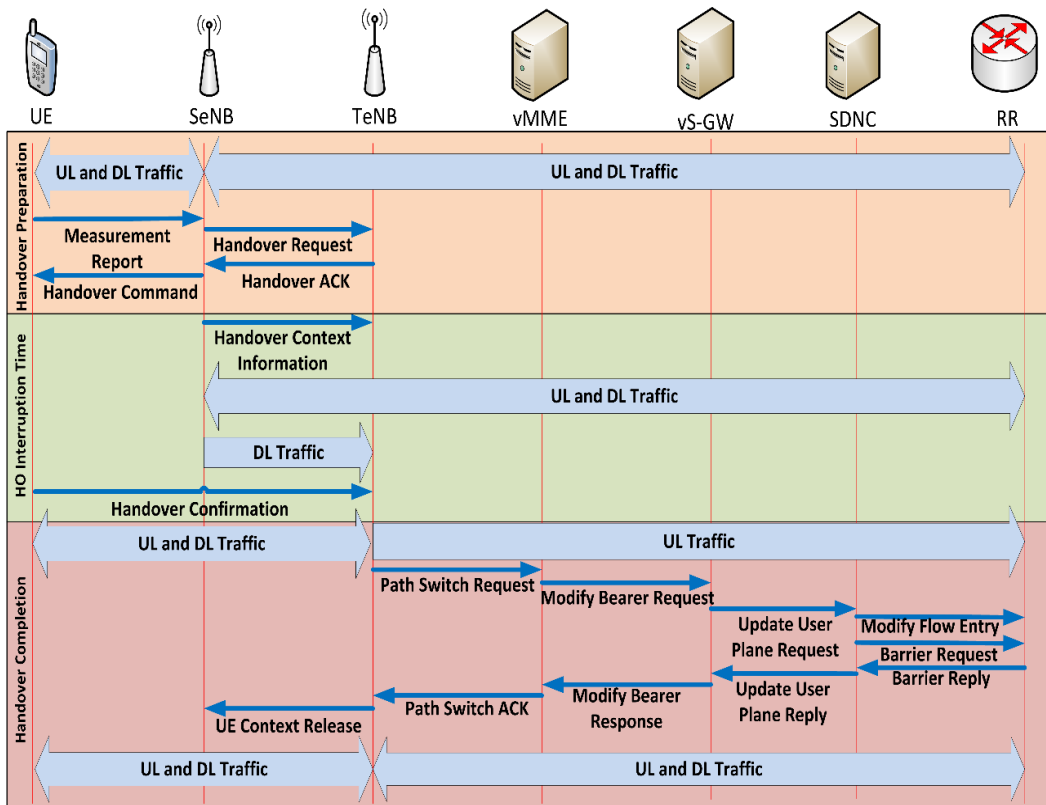 UE SeNB TeNB vMME vS-GW SDNC RR
Handover Preparation
UL and DL Traffic
UL and DL Traffic
Measurement
Report
Handover Request
Handover ACK
Handover Command
HO Interruption Time
Handover Context
Information
UL and DL Traffic
DL Traffic
Handover Confirmation
Handover Completion
UL and DL Traffic
UL Traffic
Path Switch Request
Modify Bearer Request
Update User
Plane Request
Modify Flow Entry
Barrier Request
Barrier Reply
Update User
Plane Reply
Modify Bearer
Response
Path Switch ACK
UE Context Release
UL and DL Traffic
UL and DL Traffic